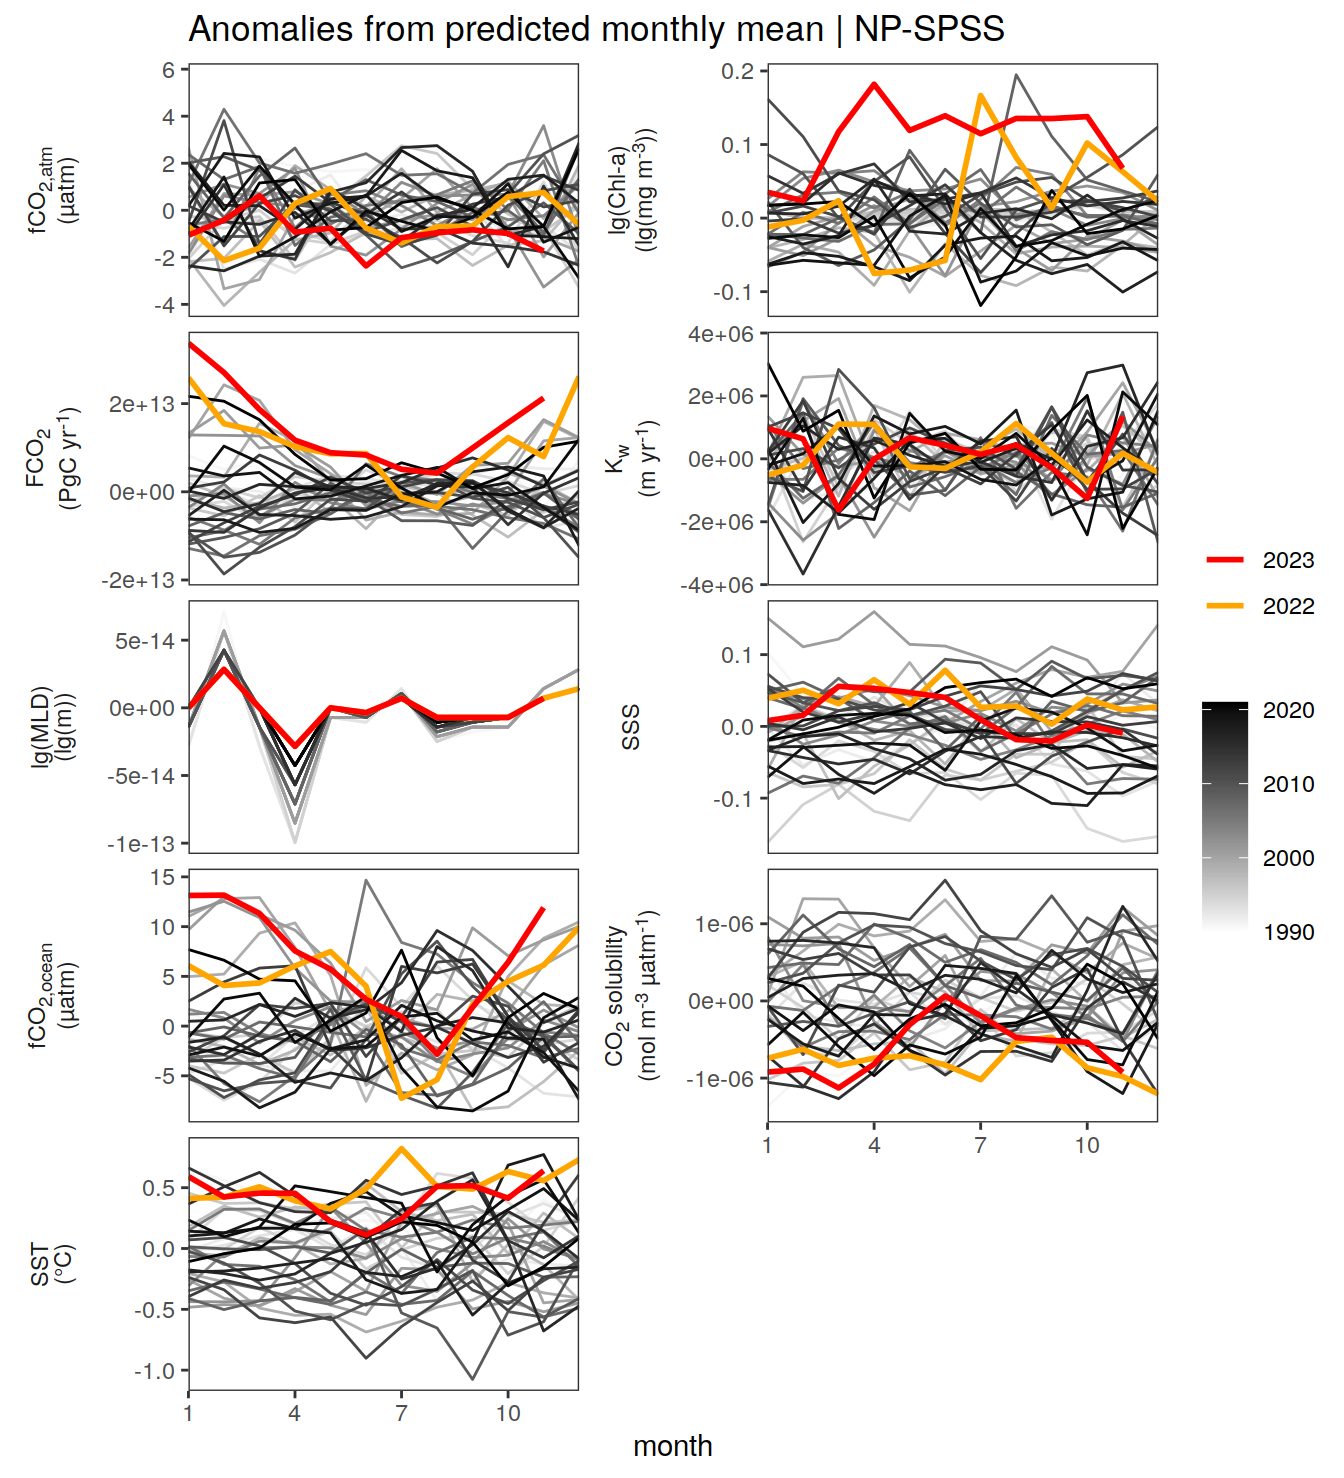 Anomalies from predicted monthly mean | NP-SPSS
fCO2,atm
(µatm)
6
4
2
0
-2
-4
lg(Chl-a)
(lg(mg m-3))
0.2
0.1
0.0
-0.1
FCO2
(PgC yr-1)
2e+13
0e+00
-2e+13
Kw
(m yr-1)
4e+06
2e+06
0e+00
-2e+06
-4e+06
lg(MLD)
(lg(m))
5e-14
0e+00
-5e-14
-1e-13
SSS
0.1
0.0
-0.1
fCO2,ocean
(µatm)
15
10
5
0
-5
CO2 solubility
(mol m-3 µatm-1)
1e-06
0e+00
-1e-06
1 4 7 10
SST
(°C)
0.5
0.0
-0.5
-1.0
1 4 7 10
month
2023
2022
2020
2010
2000
1990